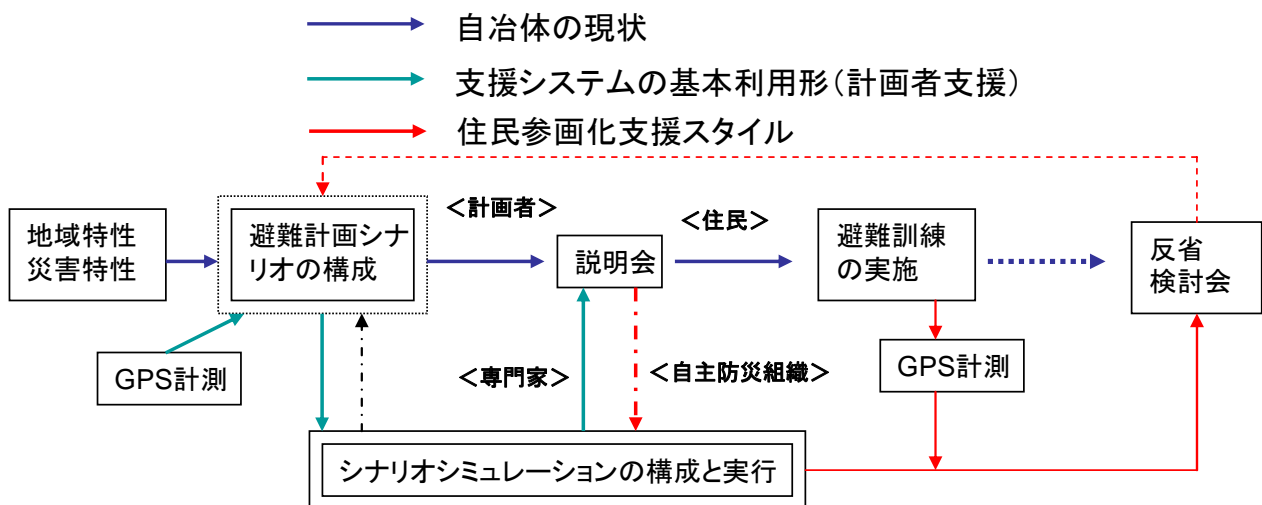 自治体の現状
支援システムの基本利用形(計画者支援)
住民参画化支援スタイル
地域特性
災害特性
避難計画シナ
リオの構成
<計画者>
説明会
<住民>
避難訓練
の実施
反省
検討会
GPS計測
<専門家>
<自主防災組織>
GPS計測
シナリオシミュレーションの構成と実行